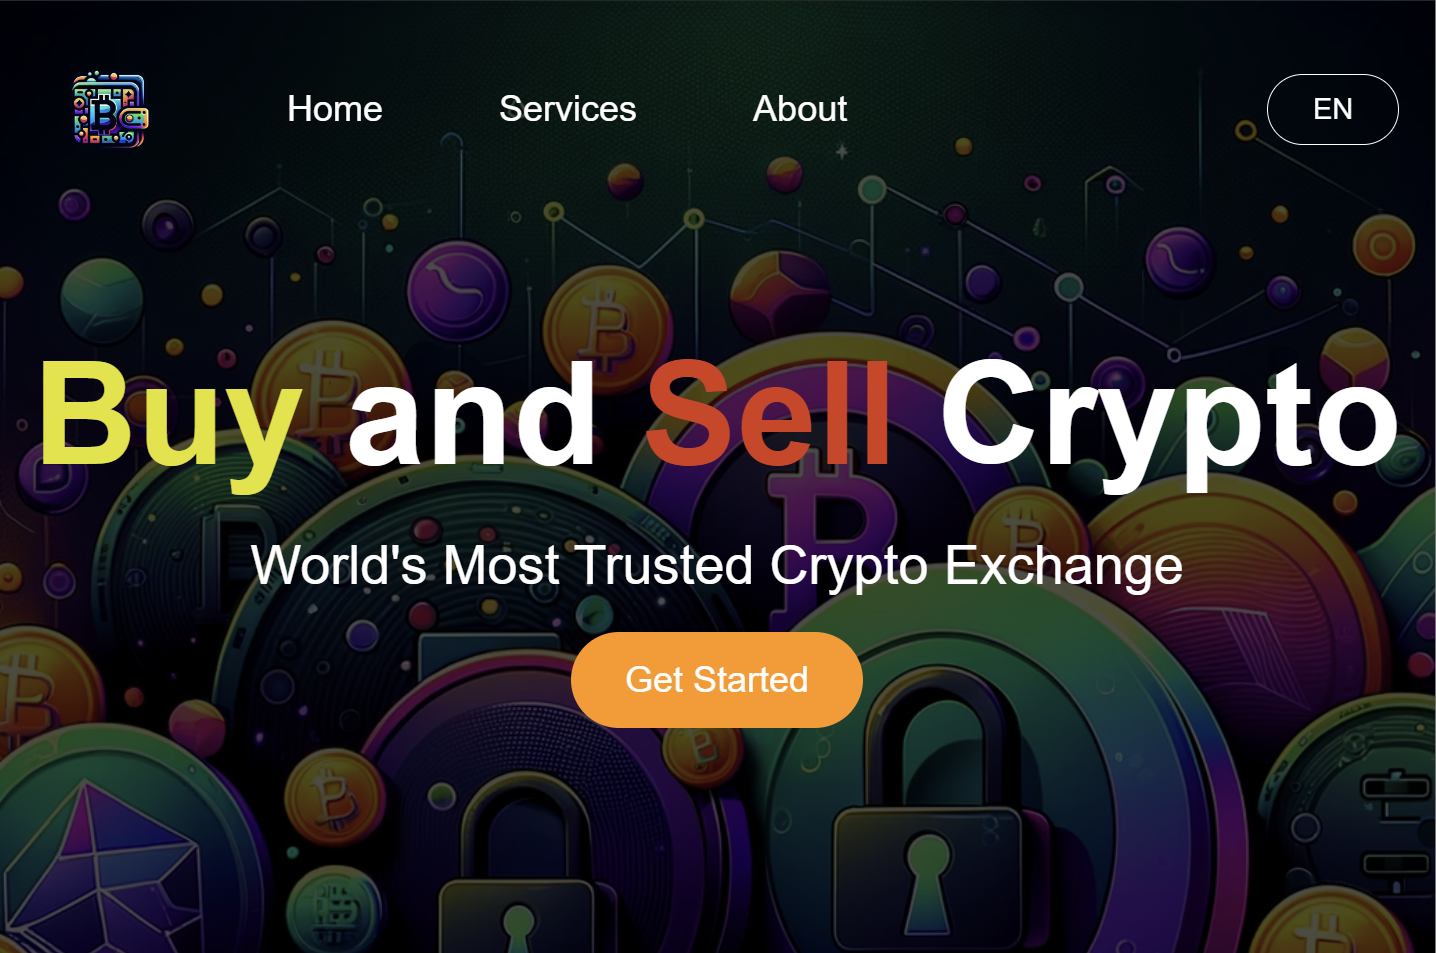 Home Services About EN
Buy and Sell Crypto
World's Most Trusted Crypto Exchange
Get Started